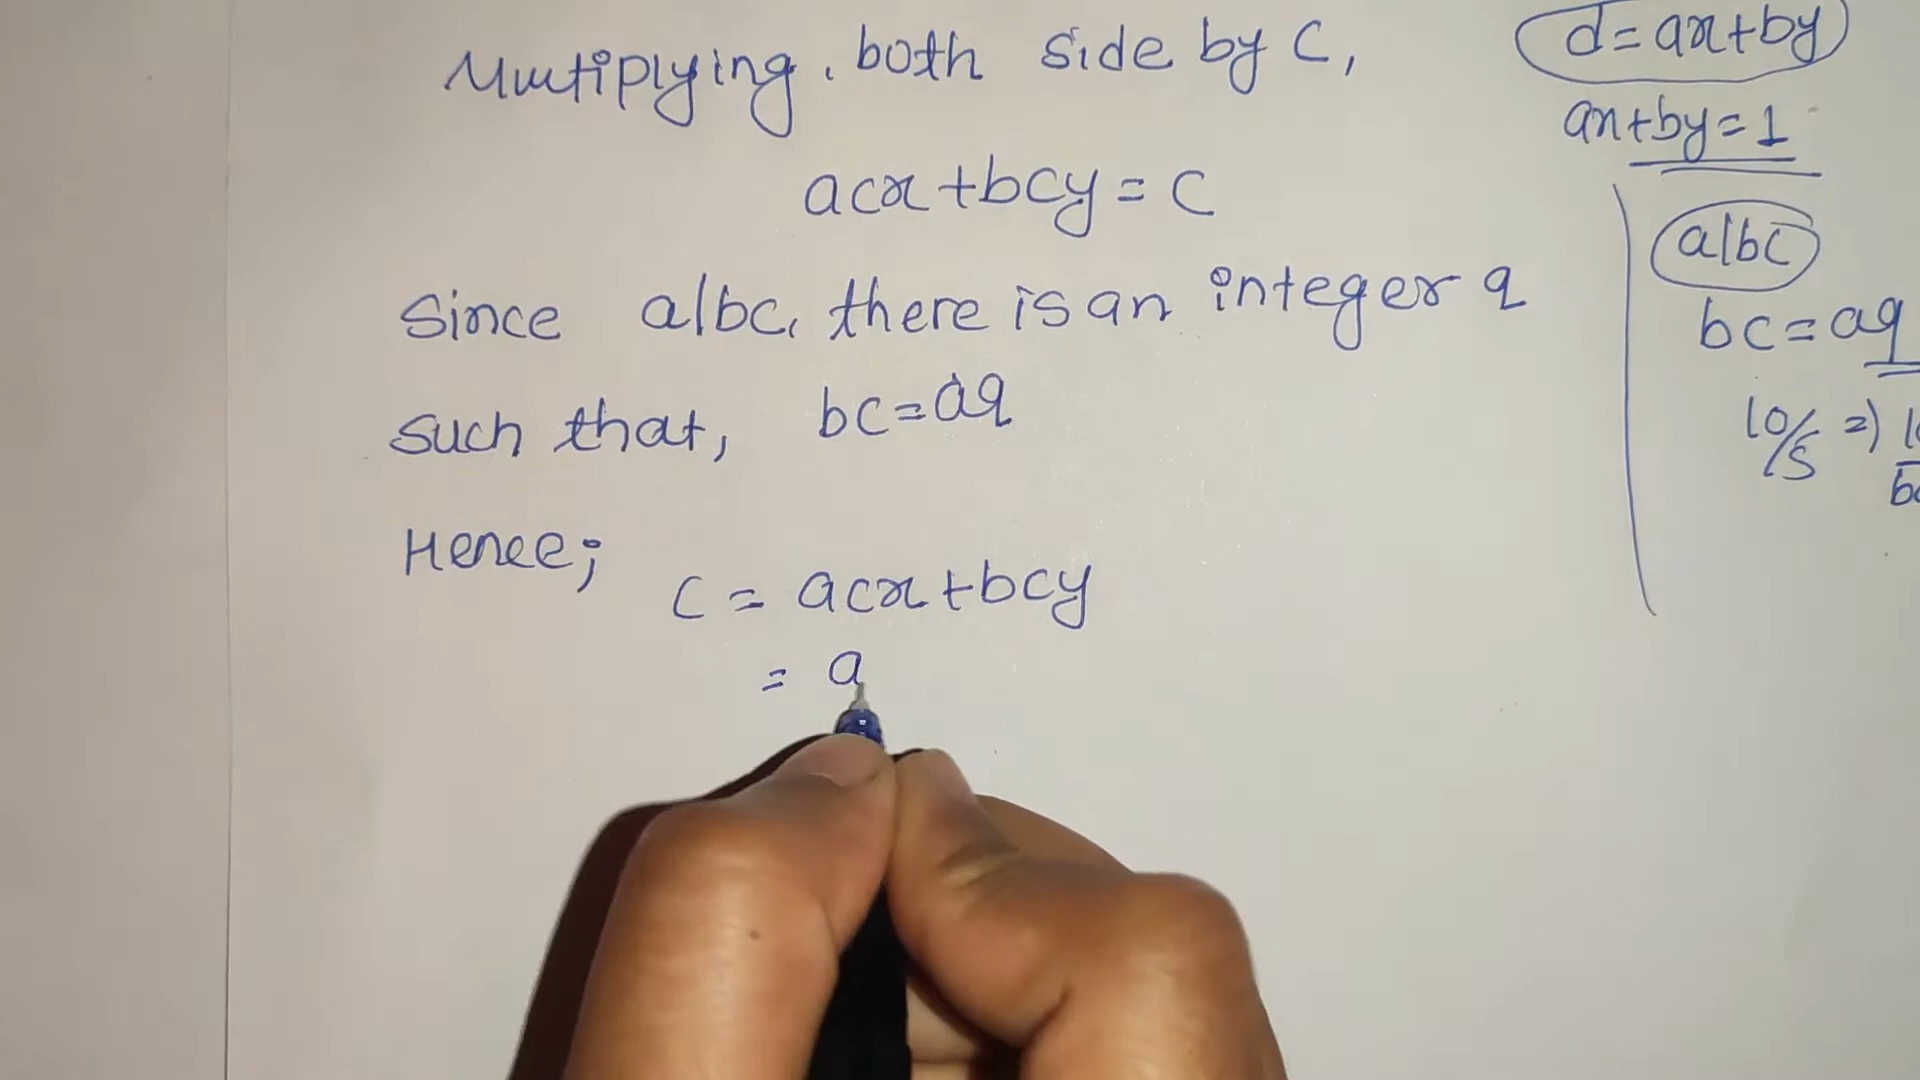 Multiplying, both side by C,
acx + bcy = c
Since a|bc, there is an integer q
such that, bc = aq
Hence;
C = acx + bcy
= a
d = ax + by
ax + by = 1
a|bc
bc = aq
10/5 =)